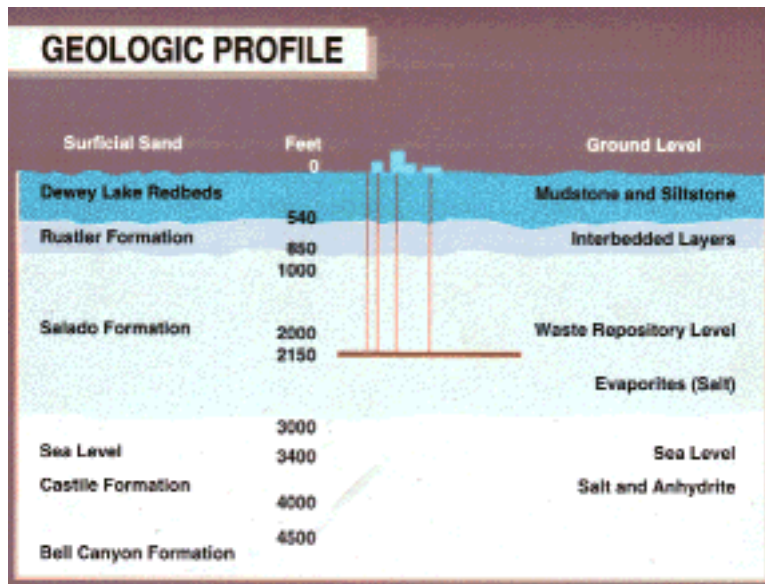 GEOLOGIC PROFILE
Surficial Sand Feet Ground Level
0
Dewey Lake Redbeds Mudstone and Siltstone
540
Rustler Formation Interbedded Layers
850
1000
Salado Formation 2000 Waste Repository Level
2150
Evaporites (Salt)
3000
Sea Level 3400 Sea Level
Castile Formation Salt and Anhydrite
4000
4500
Bell Canyon Formation